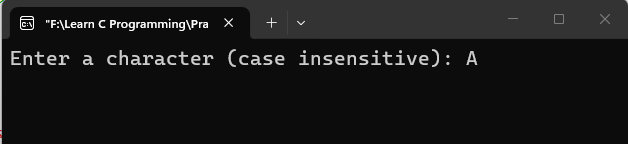 "F:\Learn C Programming\Pra
Enter a character (case insensitive): A